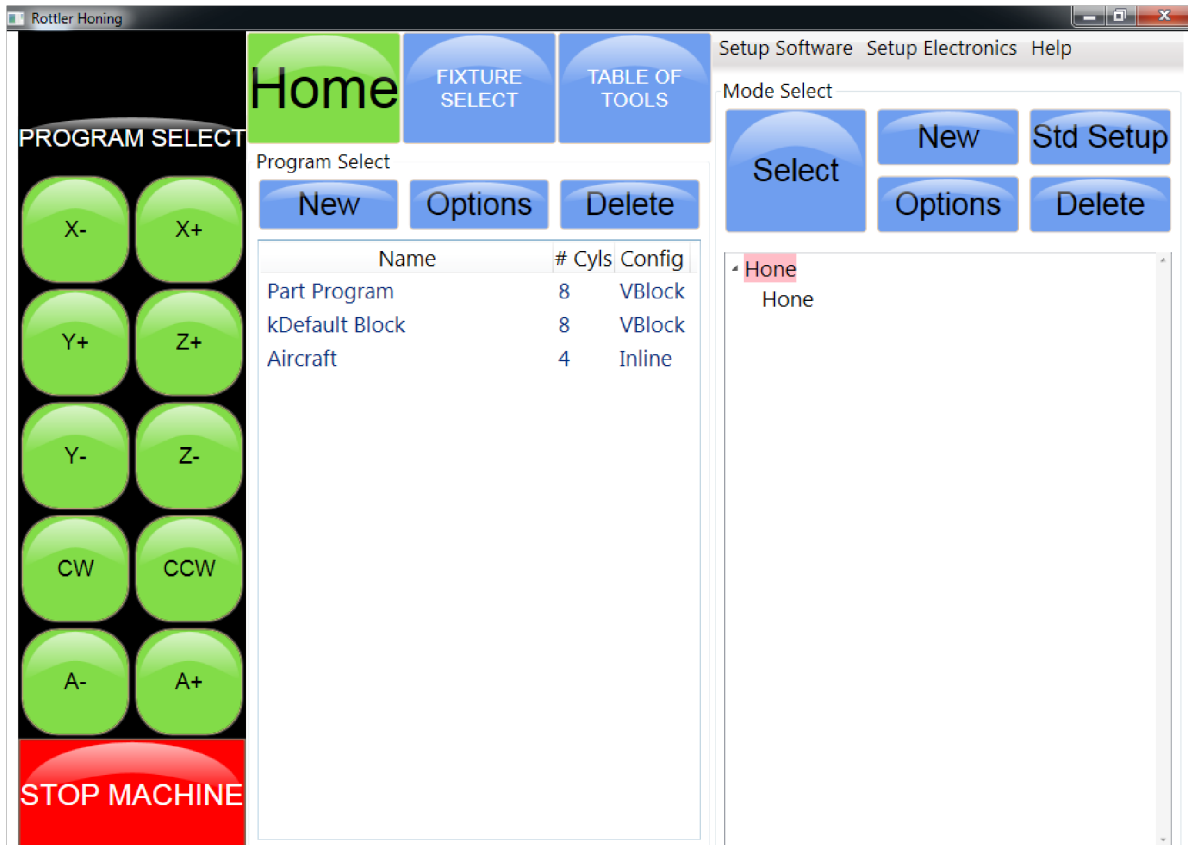 Rottler Honing
PROGRAM SELECT
X-
X+
Y+
Z+
Y-
Z-
CW
CCW
A-
A+
STOP MACHINE
Home
FIXTURE
SELECT
TABLE OF
TOOLS
Program Select
New
Options
Delete
Name # Cyls Config
Part Program 8 VBlock
kDefault Block 8 VBlock
Aircraft 4 Inline
Setup Software Setup Electronics Help
Mode Select
Select
New
Std Setup
Options
Delete
Hone
Hone